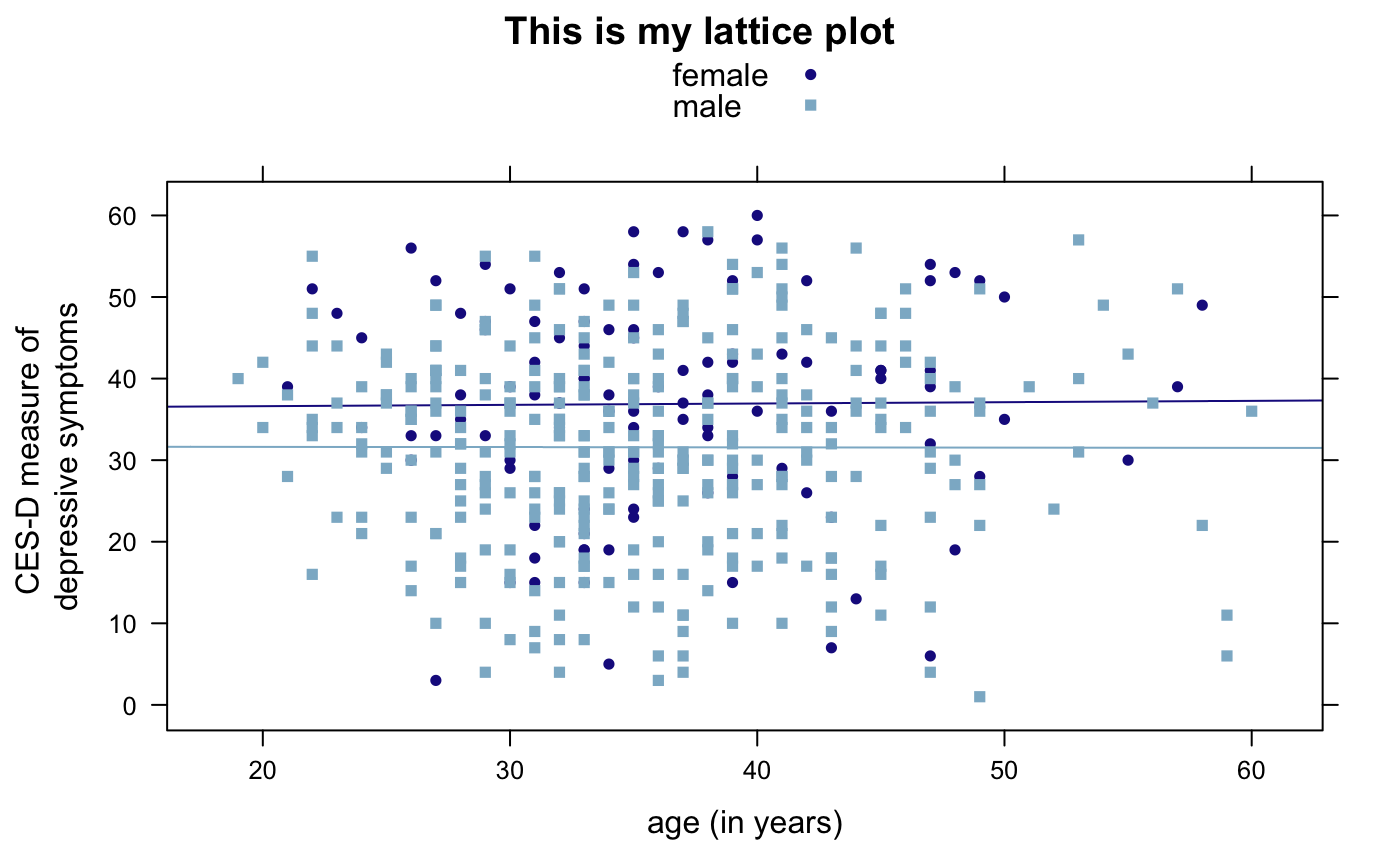 This is my lattice plot
female
male
CES-D measure of
depressive symptoms
60
50
40
30
20
10
0
20 30 40 50 60
age (in years)